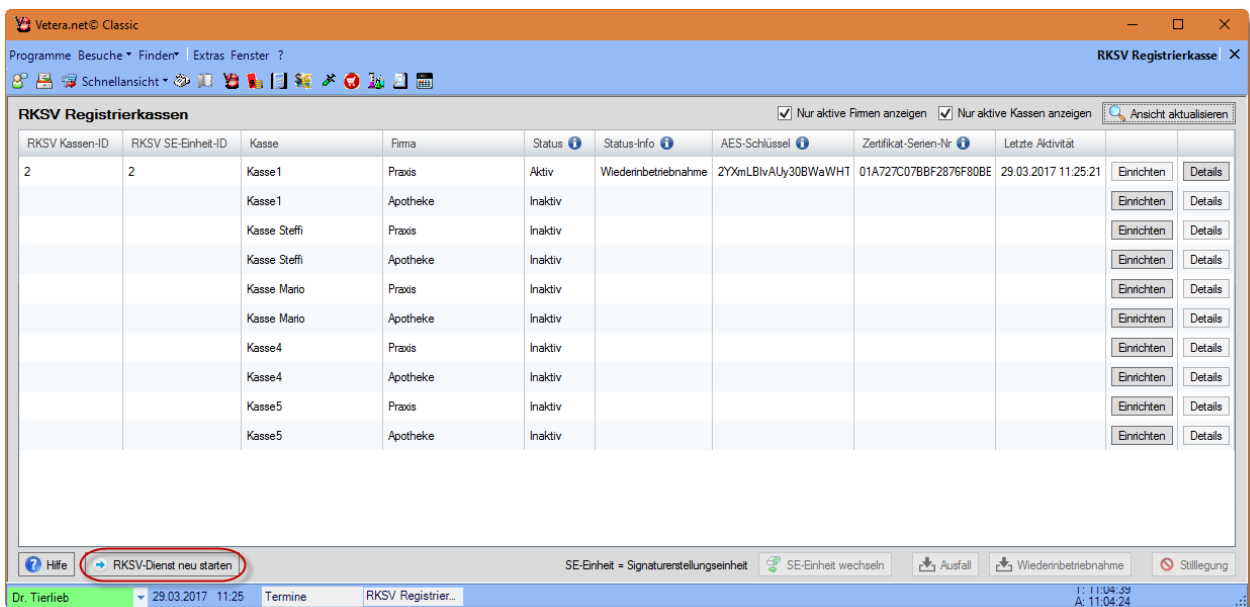 Vetera.net© Classic
Programme Besuche Finden Extras Fenster ?
RKSV Registrierkasse
Schnellansicht
RKSV Registrierkassen
Nur aktive Firmen anzeigen Nur aktive Kassen anzeigen Ansicht aktualisieren
RKSV Kassen-ID RKSV SE-Einheit-ID Kasse Firma Status Status-Info AES-Schlüssel Zertifikat-Serien-Nr Letzte Aktivität
2 2 Kasse1 Praxis Aktiv Wiederinbetriebnahme 2YXmLBlvAUy30BWaWHT 01A727C07BBF2876F80BE 29.03.2017 11:25:21 Einrichten Details
Kasse1 Apotheke Inaktiv Einrichten Details
Kasse Steffi Praxis Inaktiv Einrichten Details
Kasse Steffi Apotheke Inaktiv Einrichten Details
Kasse Mario Praxis Inaktiv Einrichten Details
Kasse Mario Apotheke Inaktiv Einrichten Details
Kasse4 Praxis Inaktiv Einrichten Details
Kasse4 Apotheke Inaktiv Einrichten Details
Kasse5 Praxis Inaktiv Einrichten Details
Kasse5 Apotheke Inaktiv Einrichten Details
Hilfe RKSV-Dienst neu starten SE-Einheit = Signaturerstellungseinheit SE-Einheit wechseln Ausfall Wiederinbetriebnahme Stilllegung
Dr. Tierlieb 29.03.2017 11:25 Termine RKSV Registrier...
T: 11:04:39
A: 11:04:24